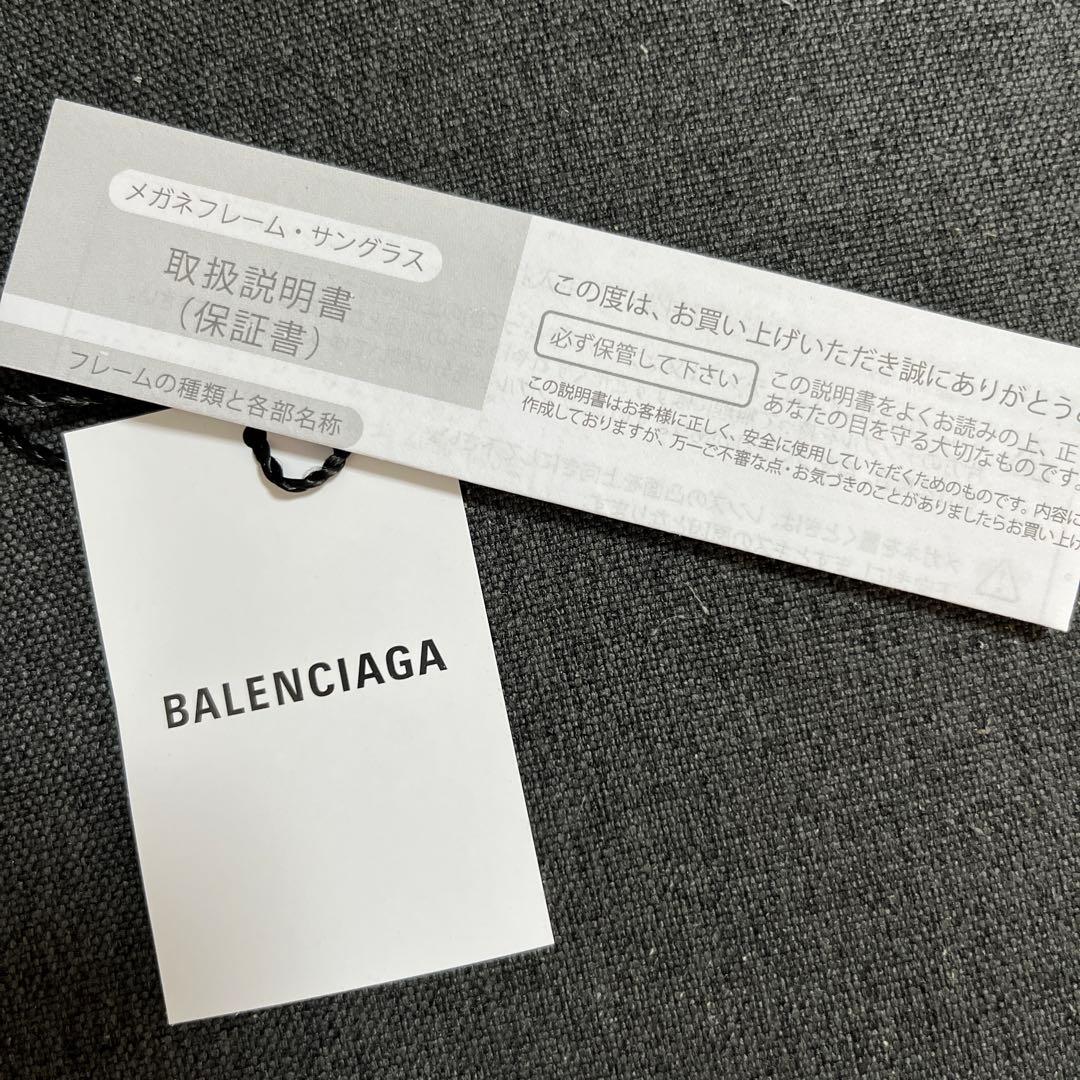 メガネフレーム・サングラス
取扱説明書
（保証書）
フレームの種類と各部名称
この度は、お買い上げいただき誠にありがとう
必ず保管して下さい
この説明書をよくお読みの上、正
あなたの目を守る大切なものです
この説明書はお客様に正しく、安全に使用していただくためのものです。内容に
作成しておりますが、万一ご不審な点・お気づきのことがありましたらお買い上げ
BALENCIAGA